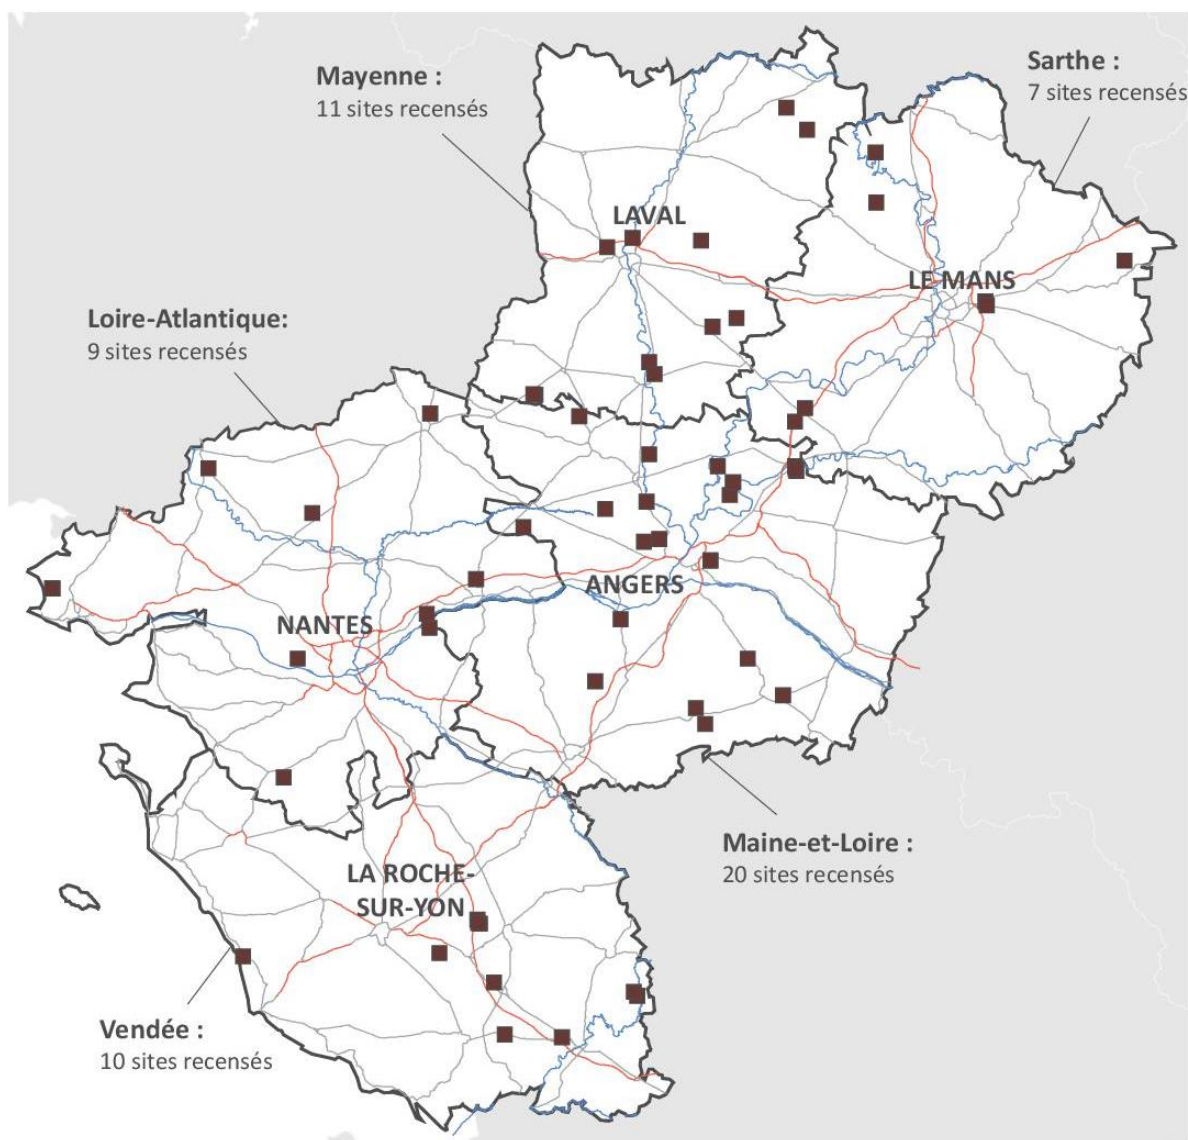 Mayenne :
11 sites recensés
Sarthe :
7 sites recensés
LAVAL
LE MANS
Loire-Atlantique:
9 sites recensés
ANGERS
NANTES
Maine-et-Loire :
20 sites recensés
LA ROCHE-
SUR-YON
Vendée :
10 sites recensés